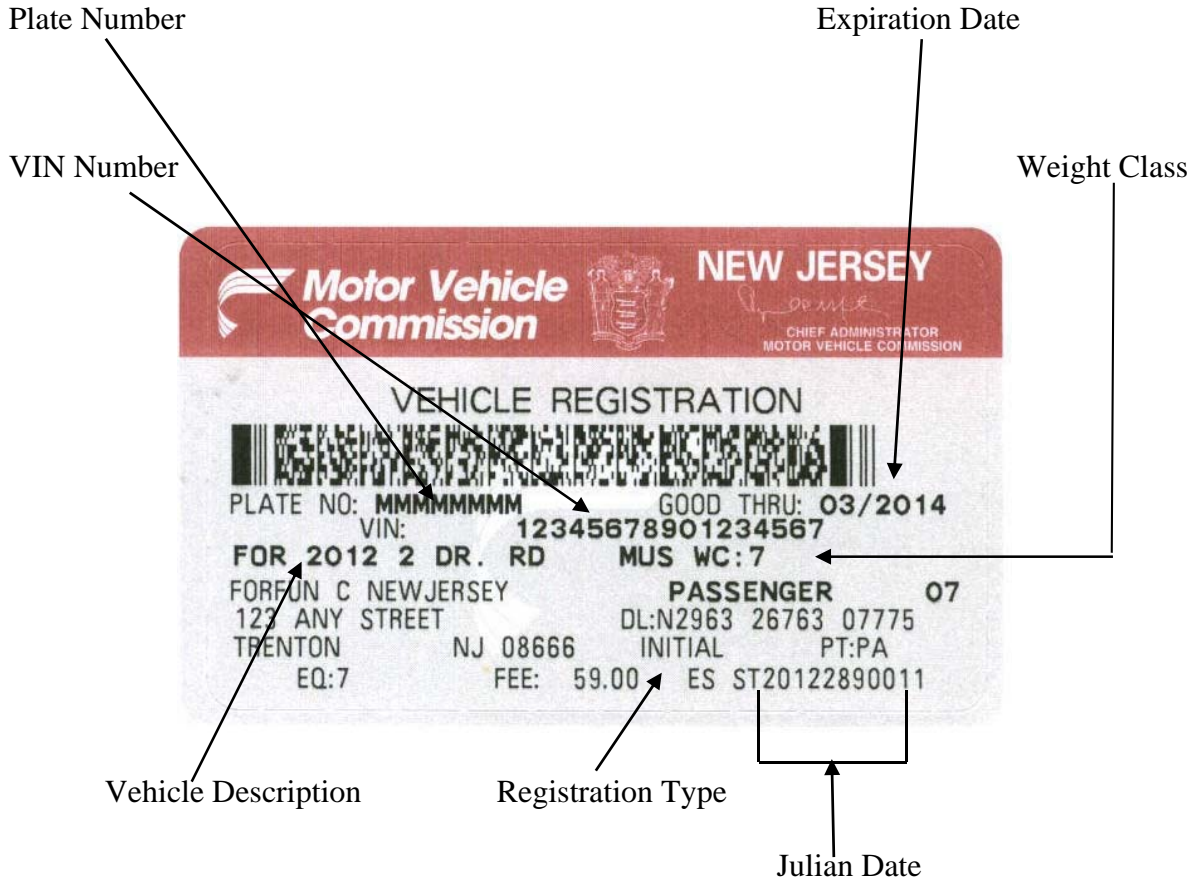 Plate Number Expiration Date
VIN Number Weight Class
Motor Vehicle
Commission
NEW JERSEY
CHIEF ADMINISTRATOR
MOTOR VEHICLE COMMISSION
VEHICLE REGISTRATION
PLATE NO: MMMMMMMM GOOD THRU: 03/2014
VIN: 12345678901234567
FOR 2012 2 DR. RD MUS WC:7
FORFUN C NEWJERSEY PASSENGER 07
123 ANY STREET DL:N2963 26763 07775
TRENTON NJ 08666 INITIAL PT:PA
EQ:7 FEE: 59.00 ES ST20122890011
Vehicle Description Registration Type
Julian Date